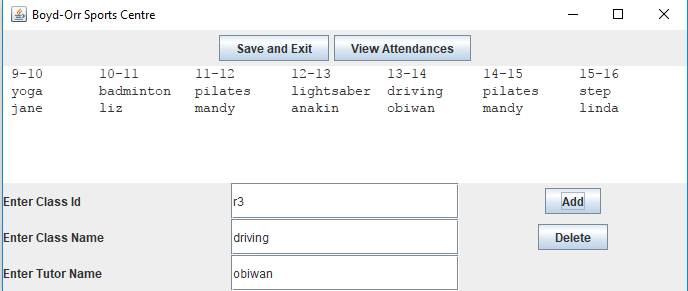 Boyd-Orr Sports Centre
Save and Exit View Attendances
9-10 10-11 11-12 12-13 13-14 14-15 15-16
yoga badminton pilates lightsaber driving pilates step
jane liz mandy anakin obiwan mandy linda
Enter Class Id r3 Add
Enter Class Name driving Delete
Enter Tutor Name obiwan